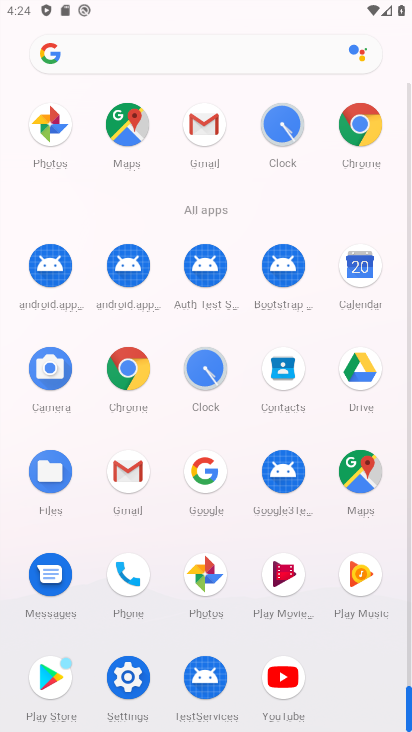 4:24
Photos Maps Gmail Clock Chrome
All apps
android.app... android.app... Auth Test S... Bootstrap ... Calendar
20
Camera Chrome Clock Contacts Drive
Files Gmail Google Google3Te... Maps
Messages Phone Photos Play Movie... Play Music
Play Store Settings TestServices YouTube